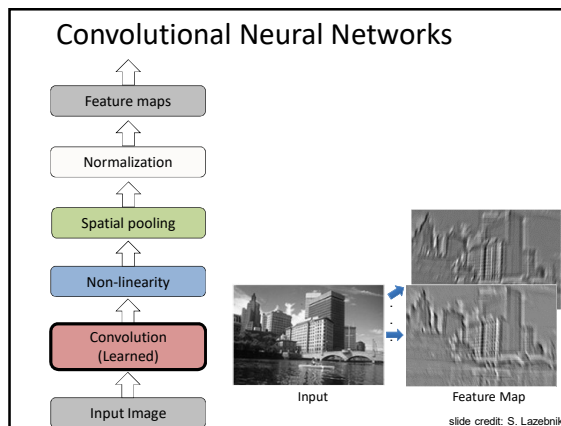 Convolutional Neural Networks
Feature maps
Normalization
Spatial pooling
Non-linearity
Convolution
(Learned)
Input Image
Input
Feature Map
slide credit: S. Lazebnik